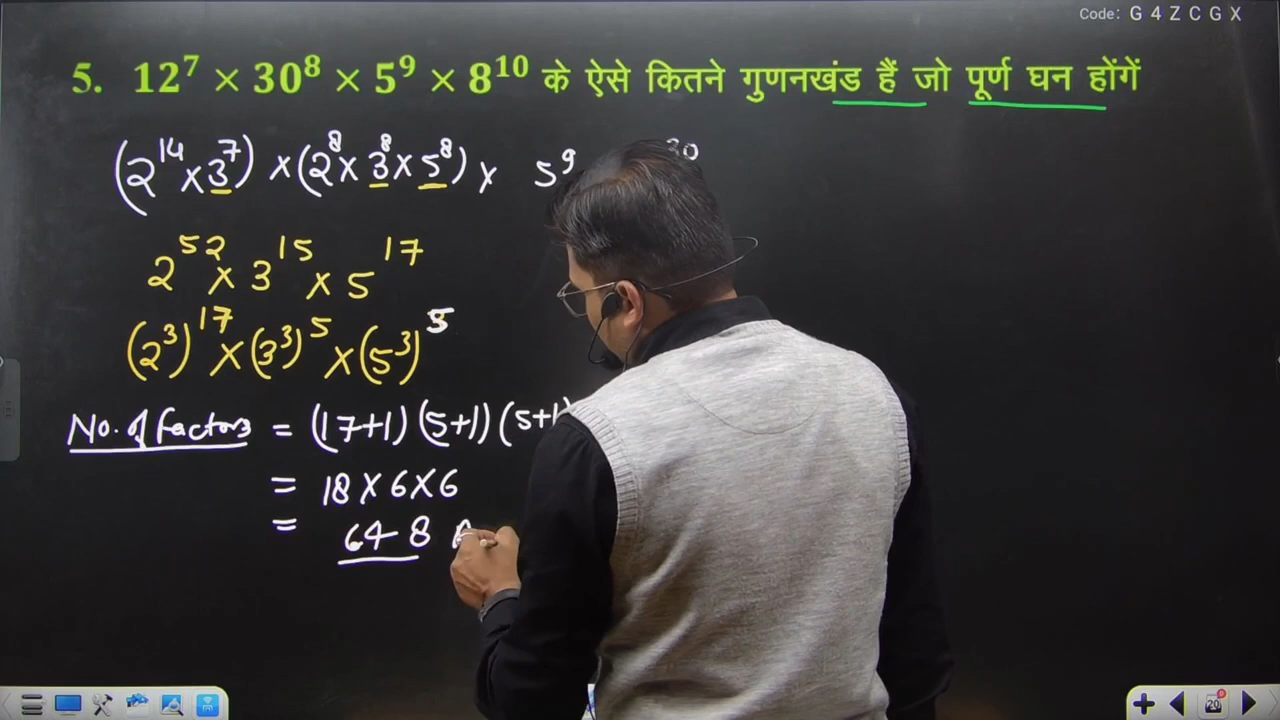 Code: G 4 Z C G X
5. 12⁷ × 30⁸ × 5⁹ × 8¹⁰ के ऐसे कितने गुणनखंड हैं जो पूर्ण घन होंगें
(2¹⁴ × 3⁷) × (2⁸ × 3⁸ × 5⁸) × 5⁹ 30
2⁵² × 3¹⁵ × 5¹⁷
(2³)¹⁷ × (3³)⁵ × (5³)⁵
No. of factors = (17+1) (5+1) (5+1)
= 18 × 6 × 6
= 648
20